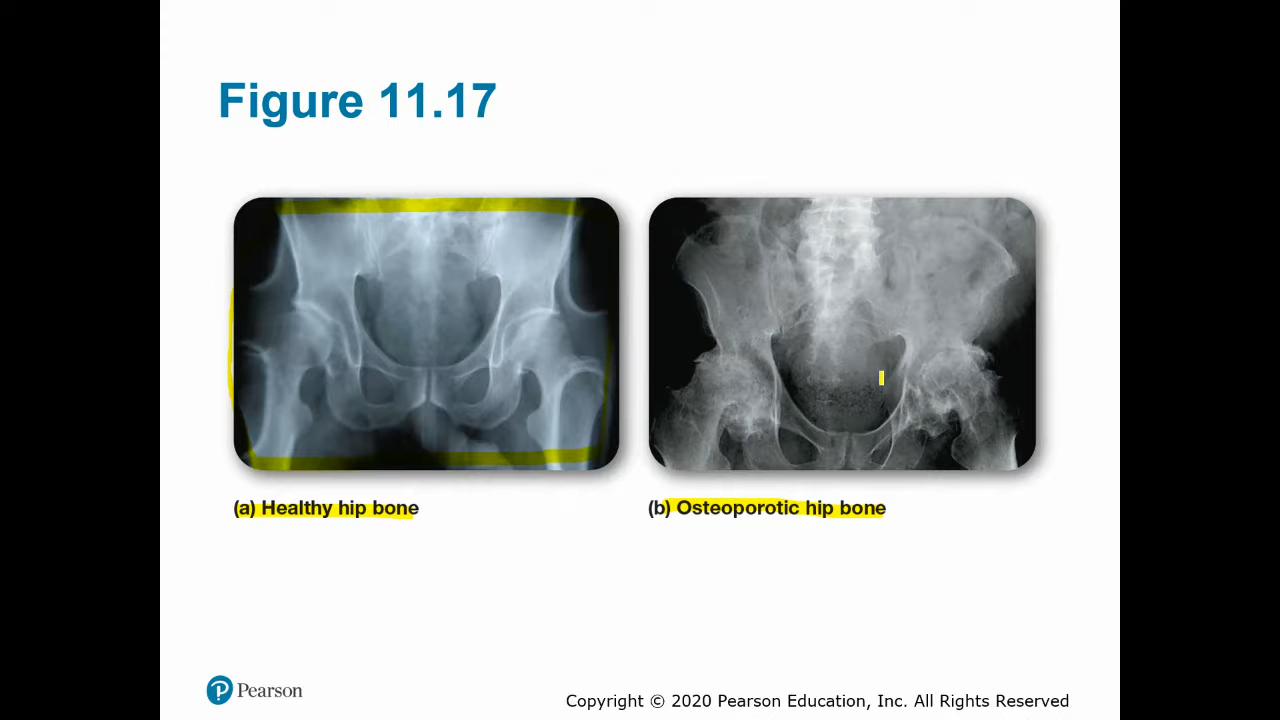 Figure 11.17
(a) Healthy hip bone
(b) Osteoporotic hip bone
Pearson
Copyright © 2020 Pearson Education, Inc. All Rights Reserved